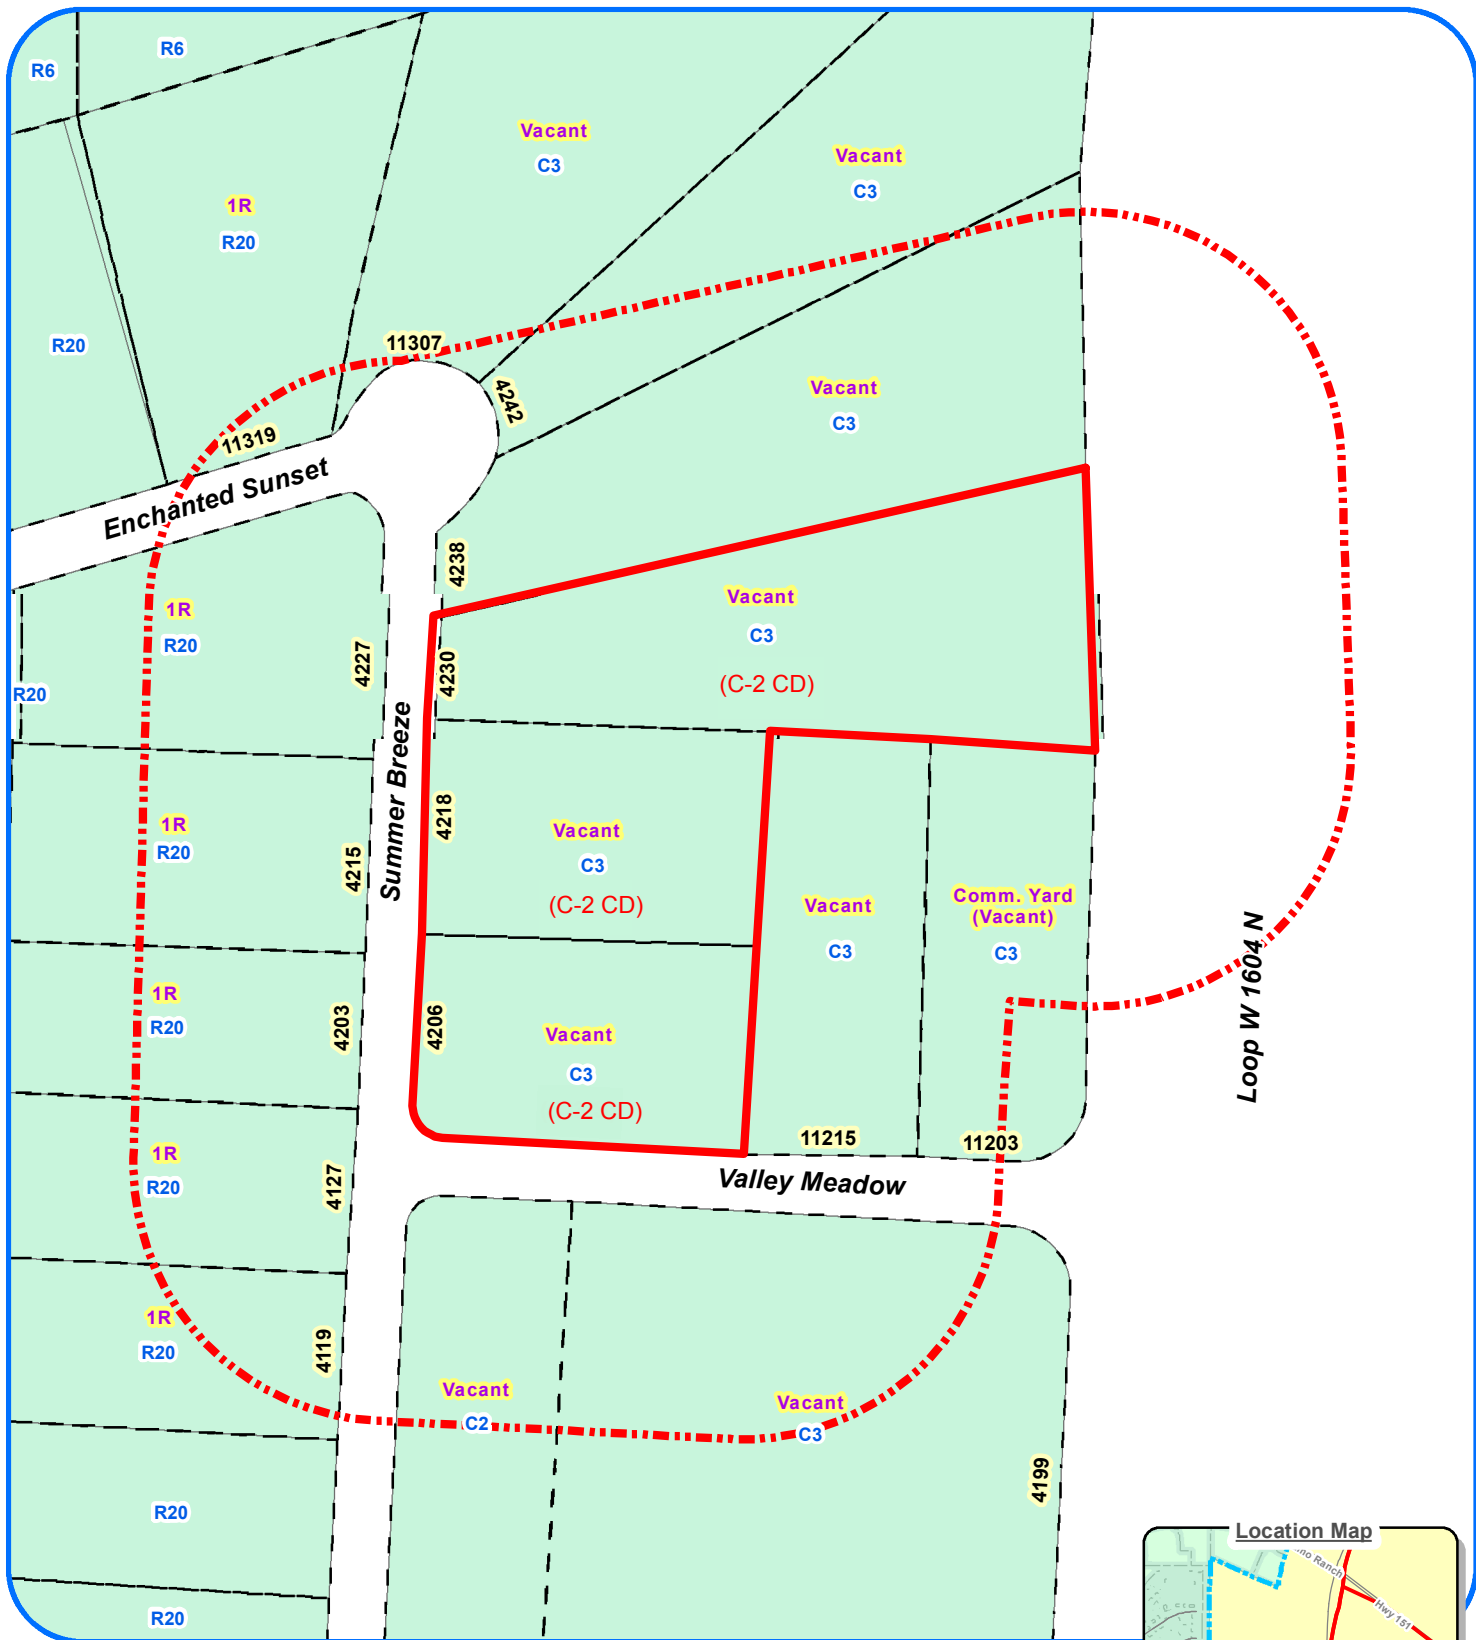 R6
R6
Vacant
C3
Vacant
C3
1R
R20
R20
11307
Vacant
C3
4242
11319
Enchanted Sunset
4238
1R
R20
4227
R20
Vacant
C3
4230
(C-2 CD)
Summer Breeze
4218
1R
R20
4215
Vacant
C3
(C-2 CD)
Vacant
C3
Comm. Yard
(Vacant)
C3
Loop W 1604 N
1R
R20
4203
4206
Vacant
C3
(C-2 CD)
11215
11203
Valley Meadow
1R
R20
4127
1R
R20
4119
Vacant
C2
Vacant
C3
4199
R20
R20
Location Map
Ranch
Hwy 151